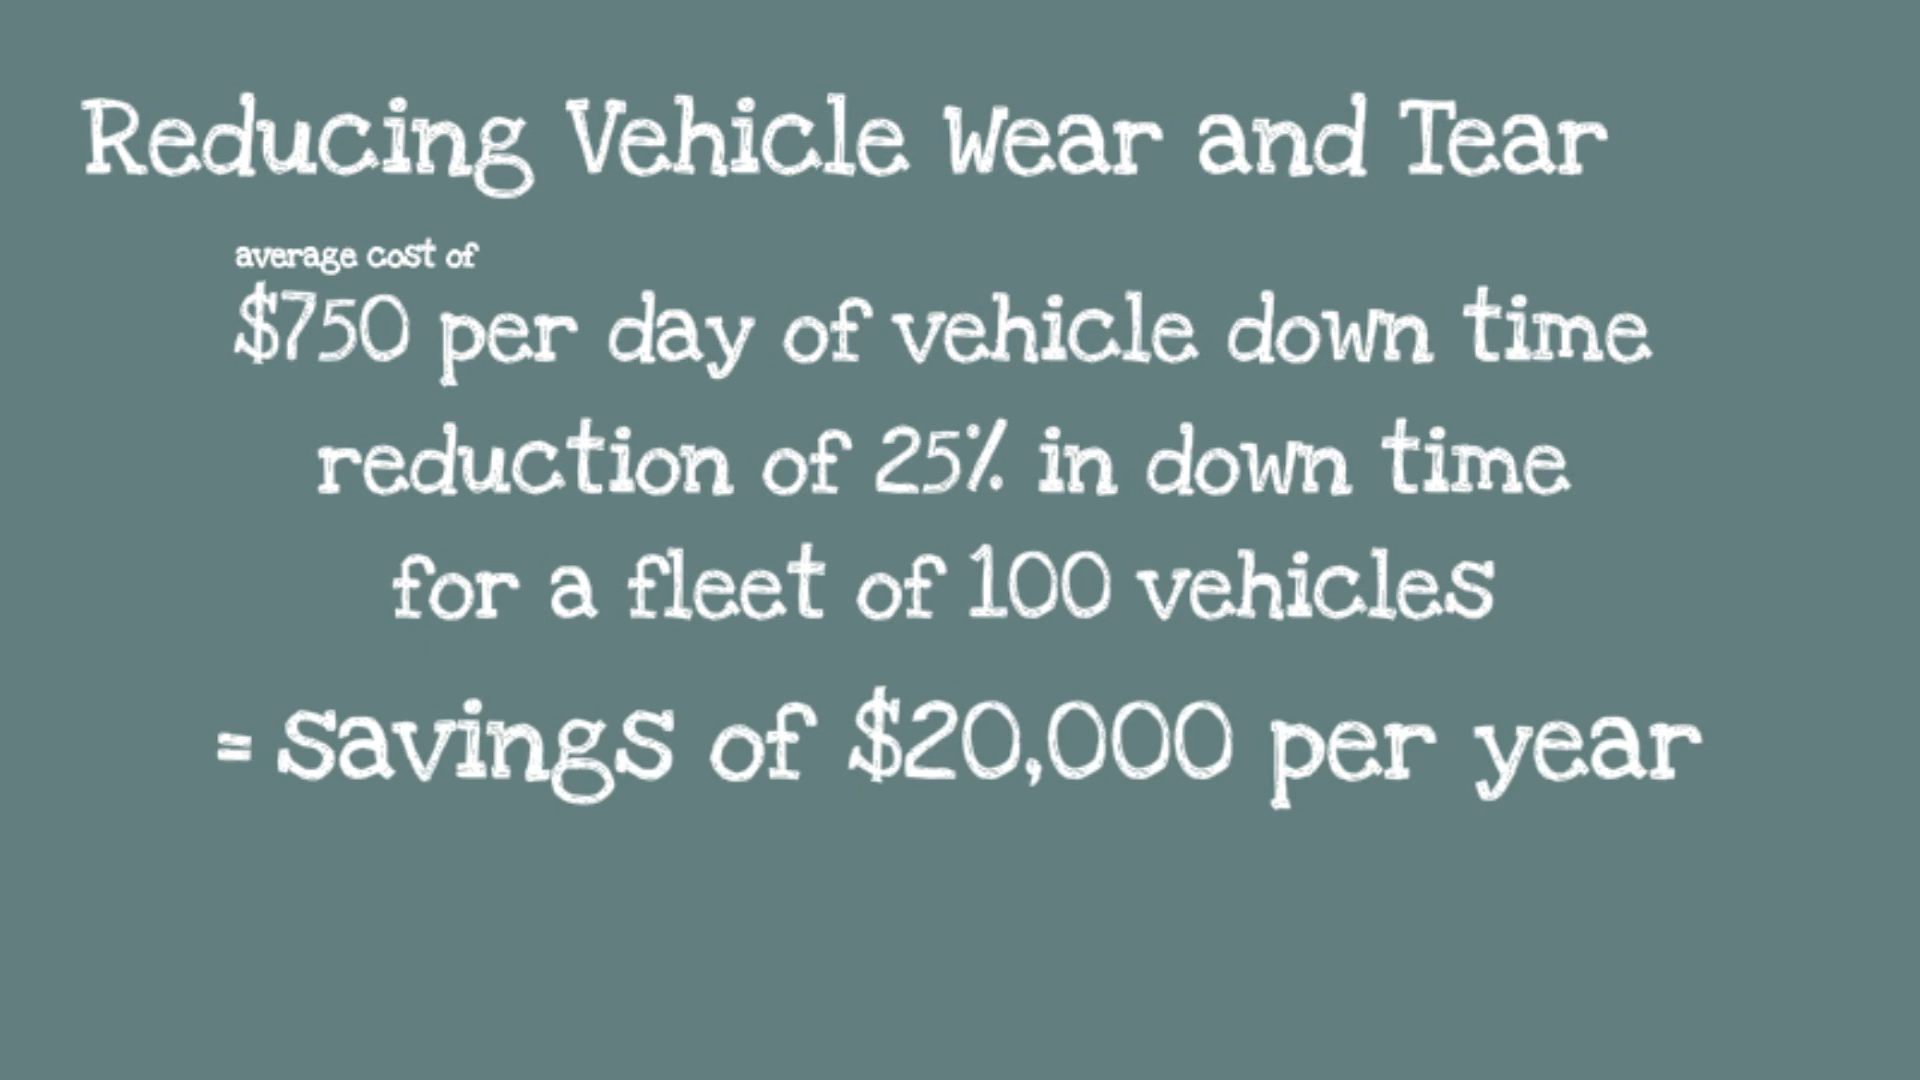 Reducing Vehicle Wear and Tear
average cost of
$750 per day of vehicle down time
reduction of 25% in down time
for a fleet of 100 vehicles
= savings of $20,000 per year